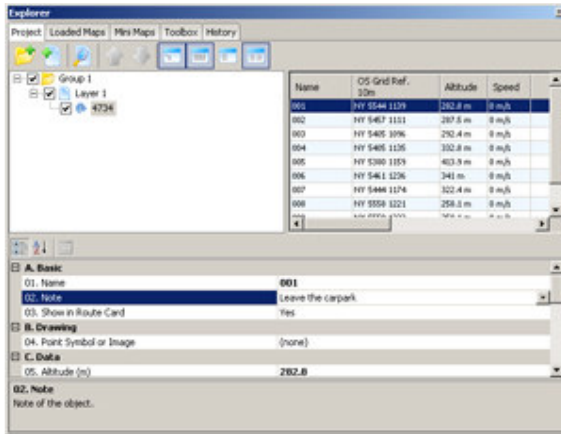 Explorer
Project Loaded Maps Mini Maps Toolbox History
Group 1
Layer 1
4734
Name OS Grid Ref. 10m Altitude Speed
001 NY 5544 1139 282.8 m 0 m/s
002 NY 5457 1111 287.5 m 0 m/s
003 NY 5405 1096 292.4 m 0 m/s
004 NY 5405 1135 332.8 m 0 m/s
005 NY 5300 1159 413.9 m 0 m/s
006 NY 5461 1236 341 m 0 m/s
007 NY 5444 1174 322.4 m 0 m/s
008 NY 5550 1221 250.1 m 0 m/s
A. Basic
01. Name 001
02. Note Leave the carpark
03. Show in Route Card Yes
B. Drawing
04. Point Symbol or Image (none)
C. Data
05. Altitude (m) 282.8
02. Note
Note of the object.